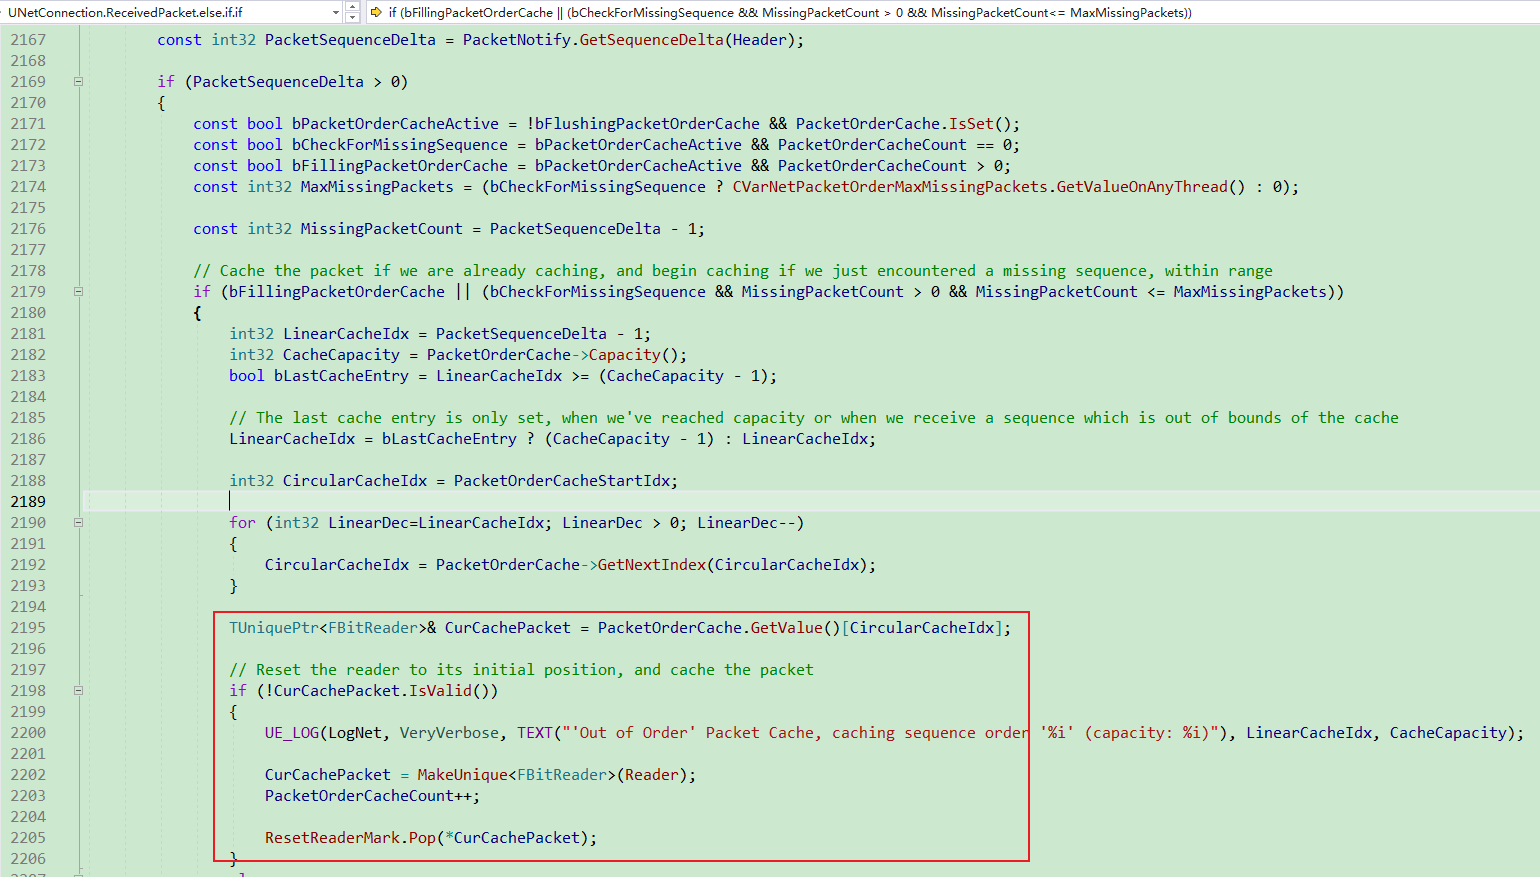 UNetConnection.ReceivedPacket.else.if.if if (bFillingPacketOrderCache || (bCheckForMissingSequence && MissingPacketCount > 0 && MissingPacketCount<= MaxMissingPackets))
2167 const int32 PacketSequenceDelta = PacketNotify.GetSequenceDelta(Header);
2168
2169 if (PacketSequenceDelta > 0)
2170 {
2171 const bool bPacketOrderCacheActive = !bFlushingPacketOrderCache && PacketOrderCache.IsSet();
2172 const bool bCheckForMissingSequence = bPacketOrderCacheActive && PacketOrderCacheCount == 0;
2173 const bool bFillingPacketOrderCache = bPacketOrderCacheActive && PacketOrderCacheCount > 0;
2174 const int32 MaxMissingPackets = (bCheckForMissingSequence ? CVarNetPacketOrderMaxMissingPackets.GetValueOnAnyThread() : 0);
2175
2176 const int32 MissingPacketCount = PacketSequenceDelta - 1;
2177
2178 // Cache the packet if we are already caching, and begin caching if we just encountered a missing sequence, within range
2179 if (bFillingPacketOrderCache || (bCheckForMissingSequence && MissingPacketCount > 0 && MissingPacketCount <= MaxMissingPackets))
2180 {
2181 int32 LinearCacheIdx = PacketSequenceDelta - 1;
2182 int32 CacheCapacity = PacketOrderCache->Capacity();
2183 bool bLastCacheEntry = LinearCacheIdx >= (CacheCapacity - 1);
2184
2185 // The last cache entry is only set, when we've reached capacity or when we receive a sequence which is out of bounds of the cache
2186 LinearCacheIdx = bLastCacheEntry ? (CacheCapacity - 1) : LinearCacheIdx;
2187
2188 int32 CircularCacheIdx = PacketOrderCacheStartIdx;
2189
2190 for (int32 LinearDec=LinearCacheIdx; LinearDec > 0; LinearDec--)
2191 {
2192 CircularCacheIdx = PacketOrderCache->GetNextIndex(CircularCacheIdx);
2193 }
2194
2195 TUniquePtr<FBitReader>& CurCachePacket = PacketOrderCache.GetValue()[CircularCacheIdx];
2196
2197 // Reset the reader to its initial position, and cache the packet
2198 if (!CurCachePacket.IsValid())
2199 {
2200 UE_LOG(LogNet, VeryVerbose, TEXT("'Out of Order' Packet Cache, caching sequence order '%i' (capacity: %i)"), LinearCacheIdx, CacheCapacity);
2201
2202 CurCachePacket = MakeUnique<FBitReader>(Reader);
2203 PacketOrderCacheCount++;
2204
2205 ResetReaderMark.Pop(*CurCachePacket);
2206 }